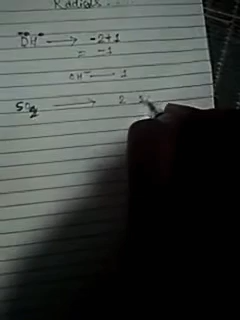 Radicals....
OH⁻ → -2+1
= -1
OH⁻ — 1
SO₄ → 2